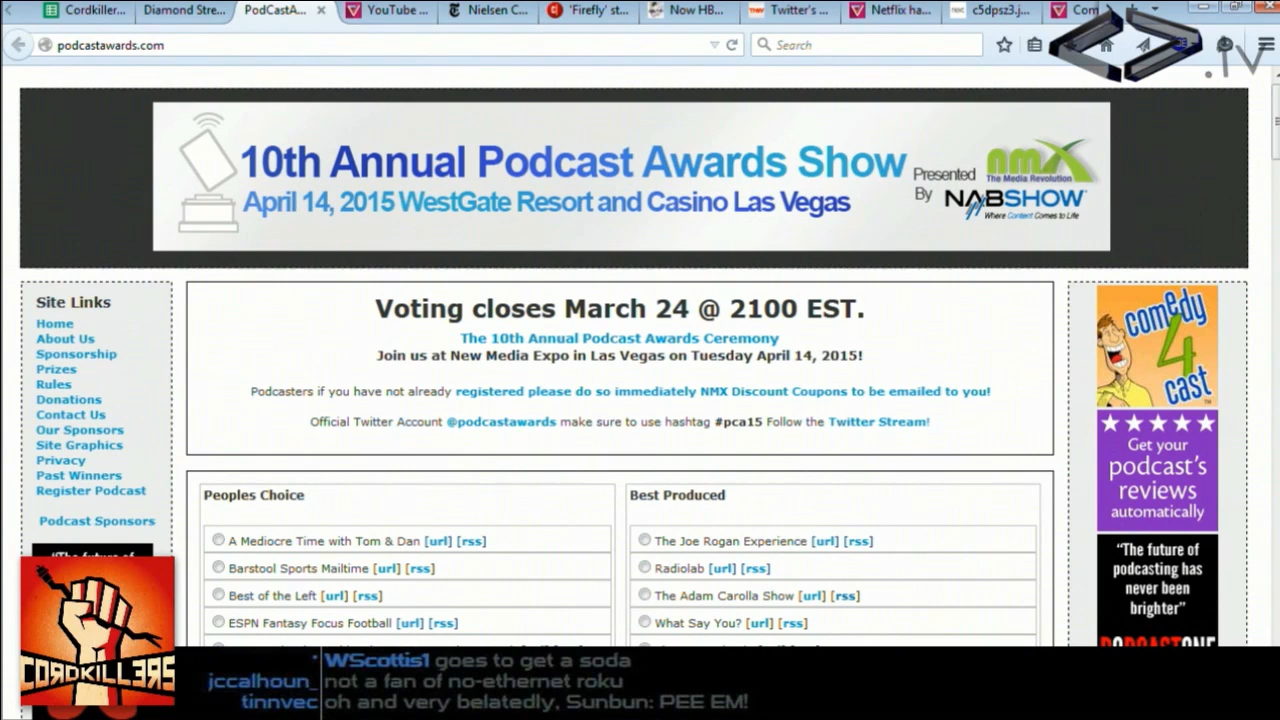 Cordkiller...
Diamond Stre...
PodCastA...
YouTube ...
Nielsen C...
'Firefly' st...
Now HB...
Twitter's ...
Netflix ha...
c5dpsz3.j...
Com
podcastawards.com
Search
.tv
10th Annual Podcast Awards Show
April 14, 2015 WestGate Resort and Casino Las Vegas
Presented
By
nmx
The Media Revolution
NABSHOW
Where Content Comes to Life
Site Links
Home
About Us
Sponsorship
Prizes
Rules
Donations
Contact Us
Our Sponsors
Site Graphics
Privacy
Past Winners
Register Podcast
Podcast Sponsors
"The future of
CORDKILLERS
Voting closes March 24 @ 2100 EST.
The 10th Annual Podcast Awards Ceremony
Join us at New Media Expo in Las Vegas on Tuesday April 14, 2015!
Podcasters if you have not already registered please do so immediately NMX Discount Coupons to be emailed to you!
Official Twitter Account @podcastawards make sure to use hashtag #pca15 Follow the Twitter Stream!
Peoples Choice
A Mediocre Time with Tom & Dan [url] [rss]
Barstool Sports Mailtime [url] [rss]
Best of the Left [url] [rss]
ESPN Fantasy Focus Football [url] [rss]
Best Produced
The Joe Rogan Experience [url] [rss]
Radiolab [url] [rss]
The Adam Carolla Show [url] [rss]
What Say You? [url] [rss]
comedy
4
cast
Get your
podcast's
reviews
automatically
"The future of
podcasting has
never been
brighter"
PODCASTONE
* WScottis1 goes to get a soda
jccalhoun_ not a fan of no-ethernet roku
tinnvec oh and very belatedly, Sunbun: PEE EM!